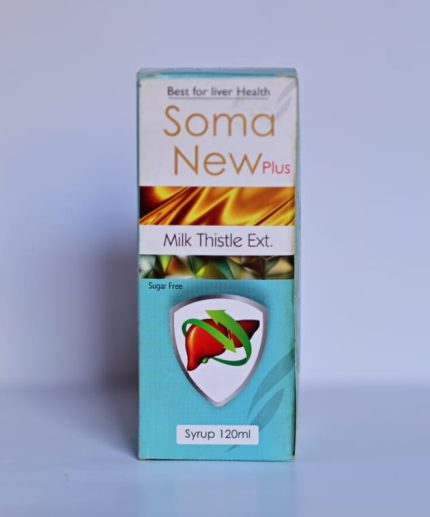 Best for liver Health
Soma
New Plus
Milk Thistle Ext.
Sugar Free
Syrup 120ml